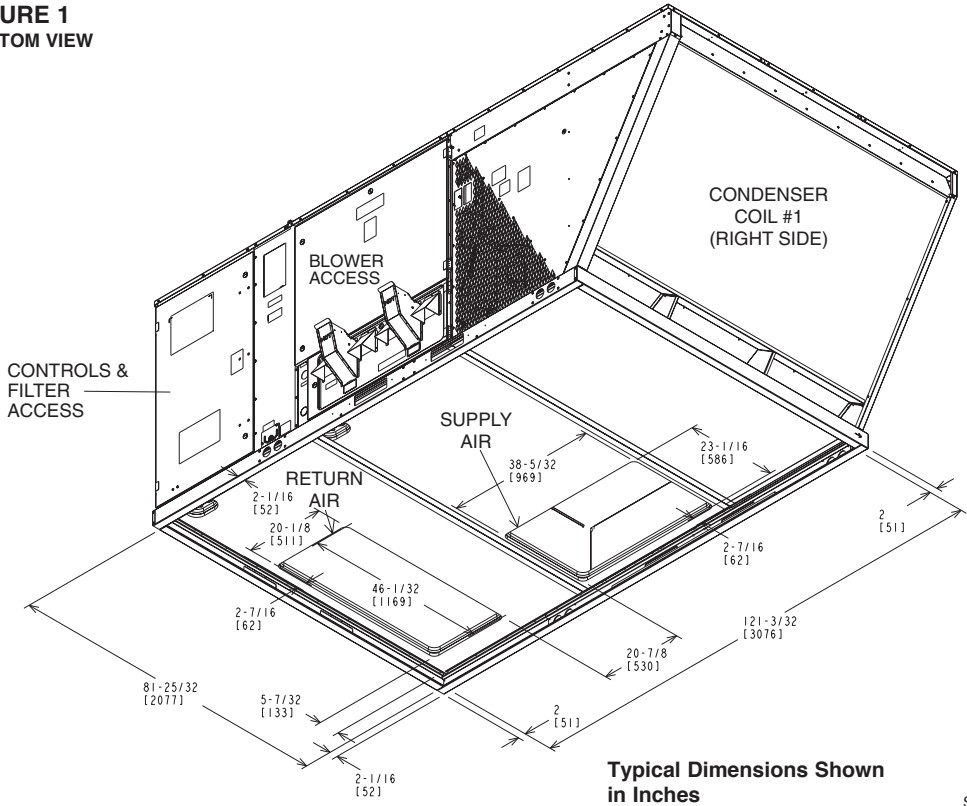 URE 1
TOM VIEW
CONDENSER
COIL #1
(RIGHT SIDE)
BLOWER
ACCESS
CONTROLS &
FILTER
ACCESS
SUPPLY
AIR
38-5/32
[969]
23-1/16
[586]
RETURN
AIR
2-1/16
[52]
20-1/8
[511]
2
[51]
2-7/16
[62]
46-1/32
[1169]
2-7/16
[62]
121-3/32
[3076]
20-7/8
[530]
81-25/32
[2077]
5-7/32
[133]
2
[51]
2-1/16
[52]
Typical Dimensions Shown
in Inches